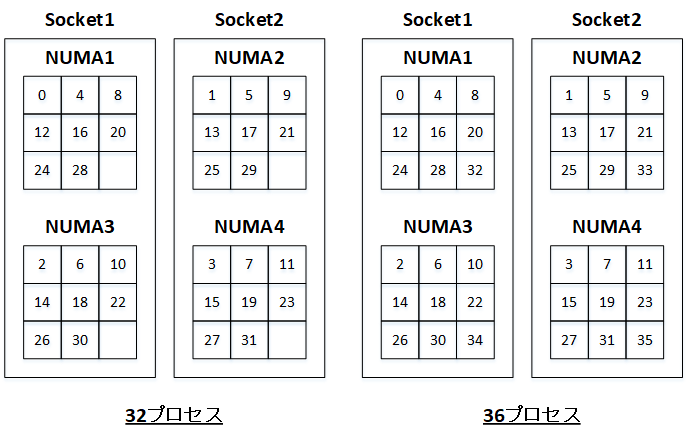 Socket1 Socket2 Socket1 Socket2
NUMA1 NUMA2 NUMA1 NUMA2
0 4 8 1 5 9 0 4 8 1 5 9
12 16 20 13 17 21 12 16 20 13 17 21
24 28 25 29 24 28 32 25 29 33
NUMA3 NUMA4 NUMA3 NUMA4
2 6 10 3 7 11 2 6 10 3 7 11
14 18 22 15 19 23 14 18 22 15 19 23
26 30 27 31 26 30 34 27 31 35
32プロセス 36プロセス